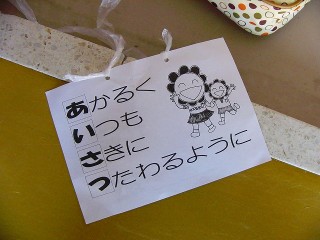 あかるく
いつも
さきに
つたわるように